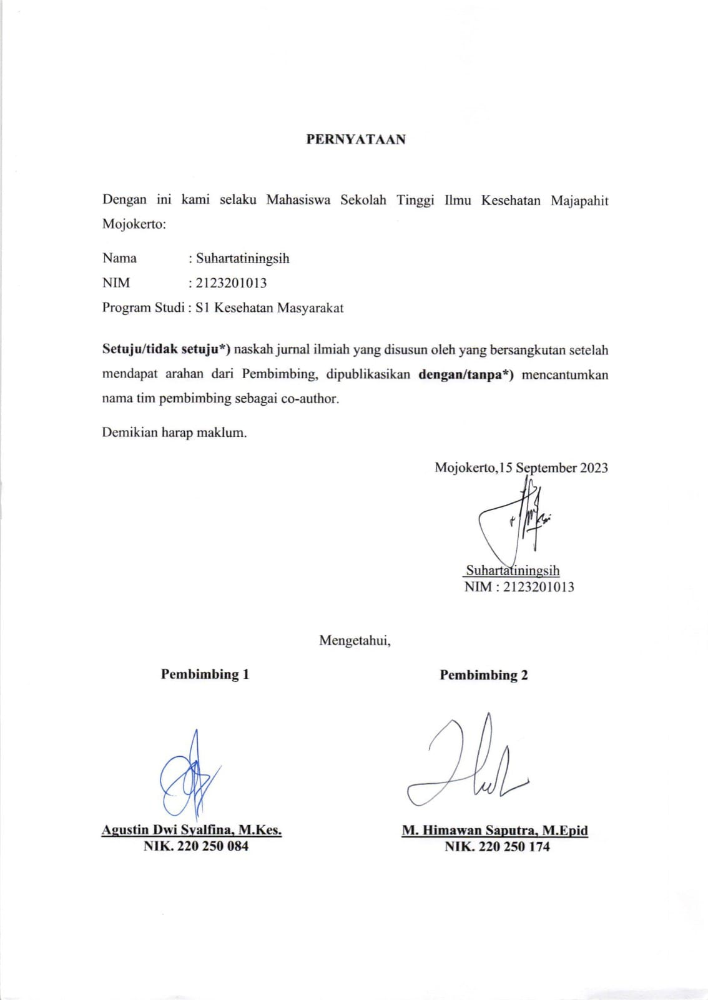 PERNYATAAN
Dengan ini kami selaku Mahasiswa Sekolah Tinggi Ilmu Kesehatan Majapahit
Mojokerto:
Nama : Suhartatiningsih
NIM : 2123201013
Program Studi : S1 Kesehatan Masyarakat
Setuju/tidak setuju*) naskah jurnal ilmiah yang disusun oleh yang bersangkutan setelah
mendapat arahan dari Pembimbing, dipublikasikan dengan/tanpa*) mencantumkan
nama tim pembimbing sebagai co-author.
Demikian harap maklum.
Mojokerto,15 September 2023
Suhartatiningsih
NIM : 2123201013
Mengetahui,
Pembimbing 1 Pembimbing 2
Agustin Dwi Syalfina, M.Kes. M. Himawan Saputra, M.Epid
NIK. 220 250 084 NIK. 220 250 174